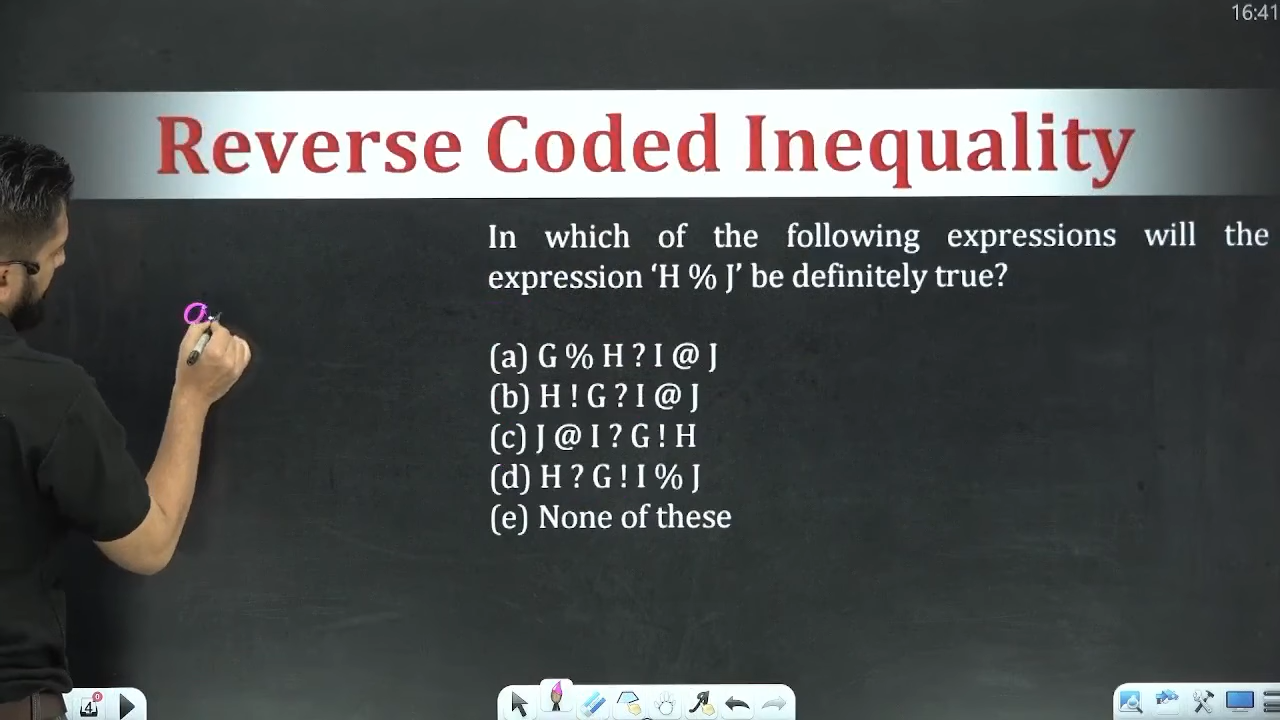 16:41
Reverse Coded Inequality
In which of the following expressions will the
expression ‘H % J’ be definitely true?
(a) G % H ? I @ J
(b) H ! G ? I @ J
(c) J @ I ? G ! H
(d) H ? G ! I % J
(e) None of these